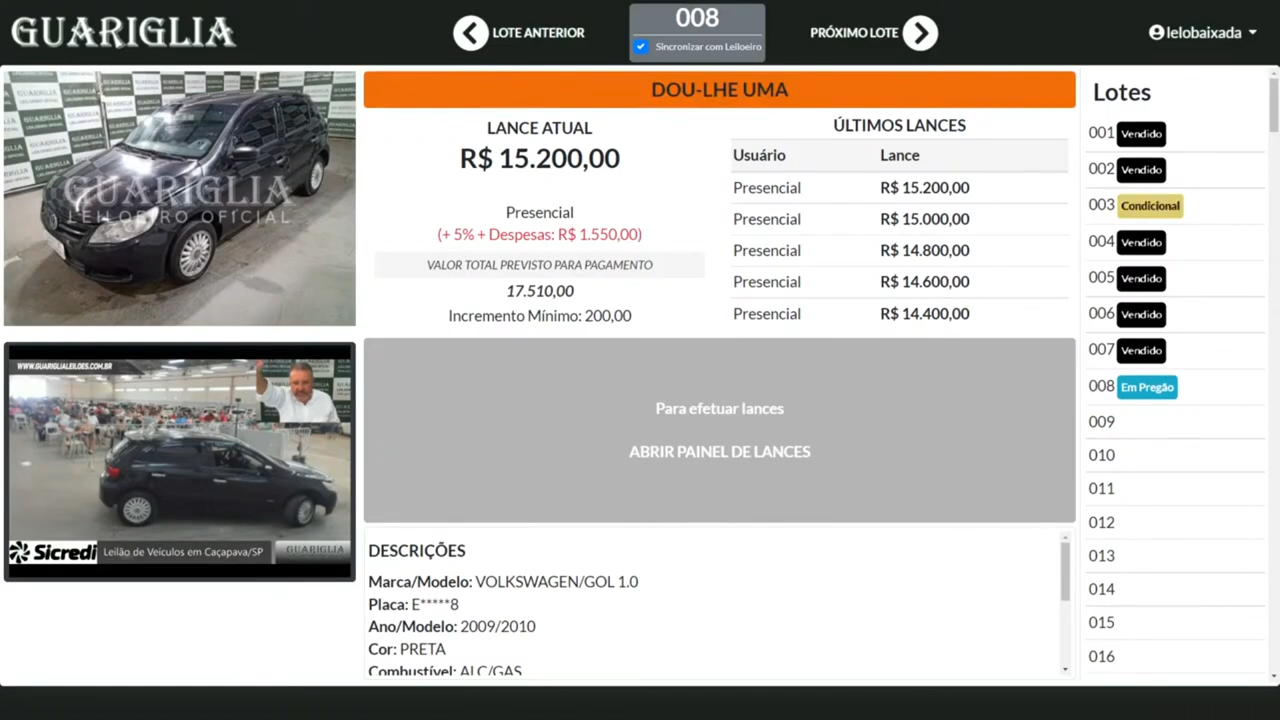 GUARIGLIA
LOTE ANTERIOR
008
Sincronizar com Leiloeiro
PRÓXIMO LOTE
lelobaixada
GUARIGLIA
LEILOEIRO OFICIAL
DOU-LHE UMA
LANCE ATUAL
R$ 15.200,00
Presencial
(+ 5% + Despesas: R$ 1.550,00)
VALOR TOTAL PREVISTO PARA PAGAMENTO
17.510,00
Incremento Mínimo: 200,00
ÚLTIMOS LANCES
Usuário Lance
Presencial R$ 15.200,00
Presencial R$ 15.000,00
Presencial R$ 14.800,00
Presencial R$ 14.600,00
Presencial R$ 14.400,00
Lotes
001 Vendido
002 Vendido
003 Condicional
004 Vendido
005 Vendido
006 Vendido
007 Vendido
008 Em Pregão
009
010
011
012
013
014
015
016
WWW.GUARIGLIALEILOES.COM.BR
Sicredi
Leilão de Veículos em Caçapava/SP
GUARIGLIA
Para efetuar lances
ABRIR PAINEL DE LANCES
DESCRIÇÕES
Marca/Modelo: VOLKSWAGEN/GOL 1.0
Placa: E*****8
Ano/Modelo: 2009/2010
Cor: PRETA
Combustível: ALC/GAS